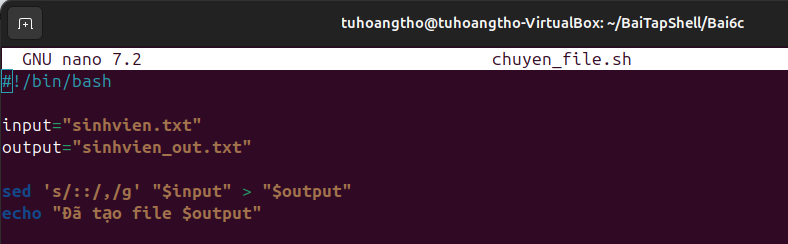 tuhoangtho@tuhoangtho-VirtualBox: ~/BaiTapShell/Bai6c
GNU nano 7.2 chuyen_file.sh
#!/bin/bash
input="sinhvien.txt"
output="sinhvien_out.txt"
sed 's/::/,/g' "$input" > "$output"
echo "Đã tạo file $output"